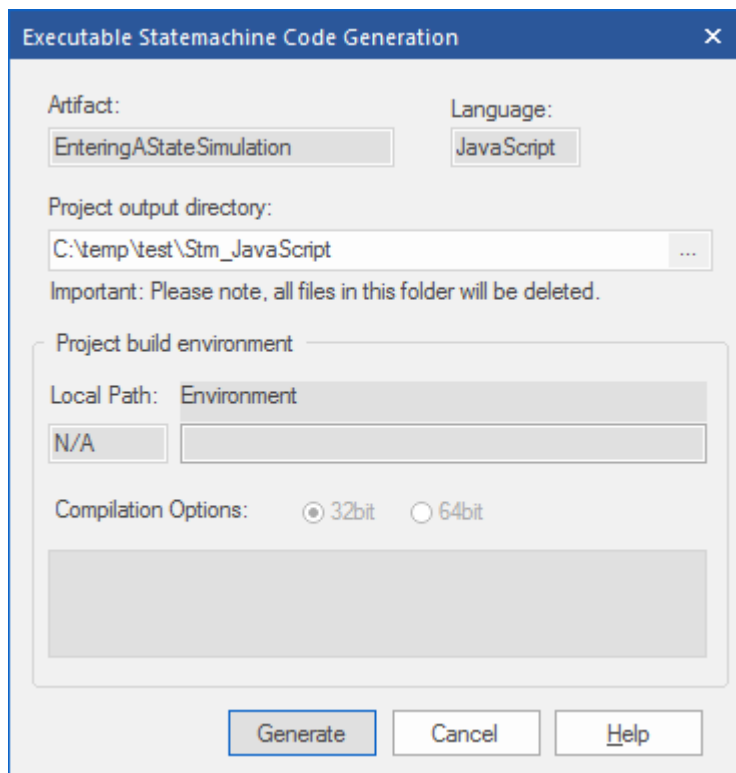 Executable Statemachine Code Generation
Artifact: Language:
EnteringAStateSimulation JavaScript
Project output directory:
C:\temp\test\Stm_JavaScript ...
Important: Please note, all files in this folder will be deleted.
Project build environment
Local Path: Environment
N/A
Compilation Options: 32bit 64bit
Generate Cancel Help